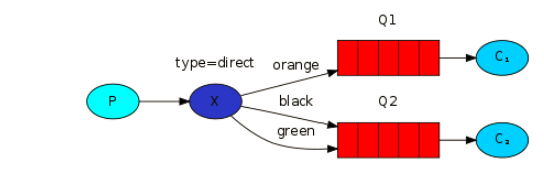 Q1
type=direct
orange
C₁
P
X
black
Q2
green
C₂